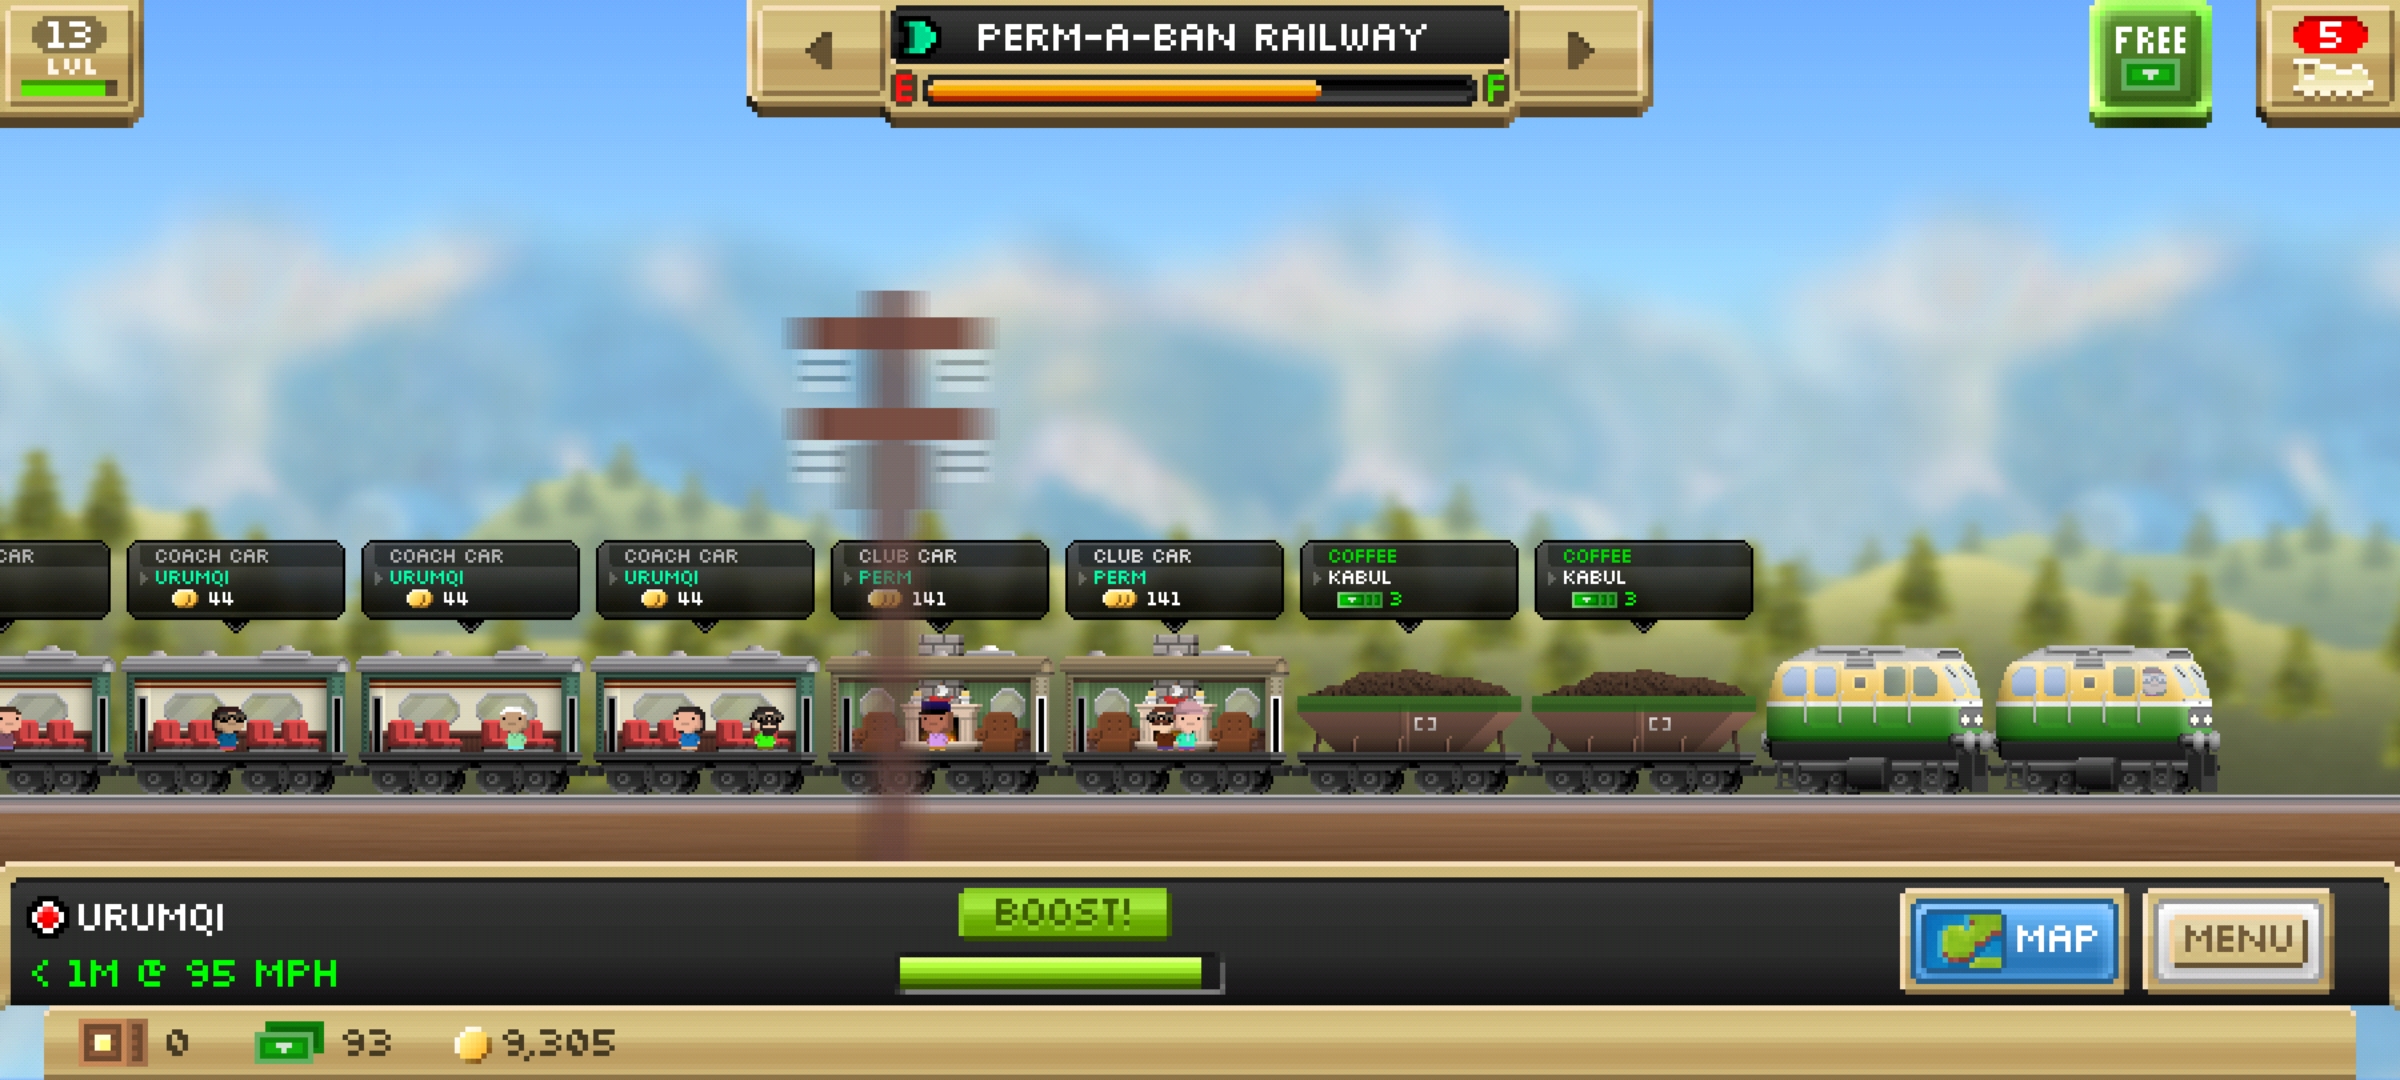 13
LVL
PERM-A-BAN RAILWAY
E F
FREE
5
CAR
COACH CAR
URUMQI
44
COACH CAR
URUMQI
44
COACH CAR
URUMQI
44
CLUB CAR
PERM
141
CLUB CAR
PERM
141
COFFEE
KABUL
3
COFFEE
KABUL
3
URUMQI
< 1M @ 95 MPH
BOOST!
MAP
MENU
0
93
9,305